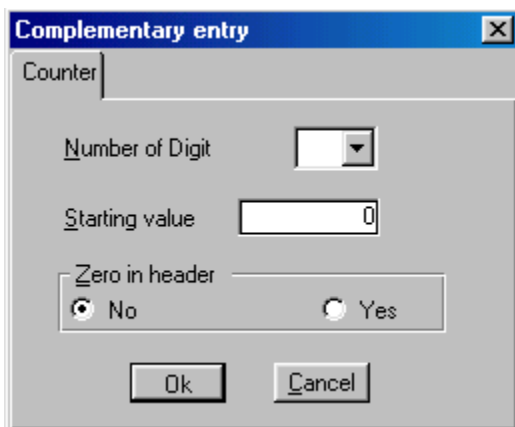 Complementary entry
Counter
Number of Digit
Starting value 0
Zero in header
No Yes
Ok Cancel